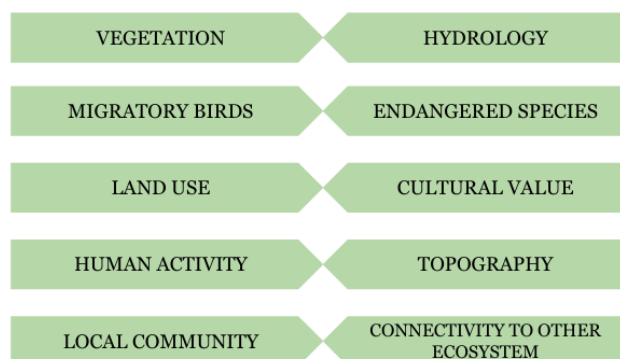 VEGETATION
HYDROLOGY
MIGRATORY BIRDS
ENDANGERED SPECIES
LAND USE
CULTURAL VALUE
HUMAN ACTIVITY
TOPOGRAPHY
LOCAL COMMUNITY
CONNECTIVITY TO OTHER
ECOSYSTEM